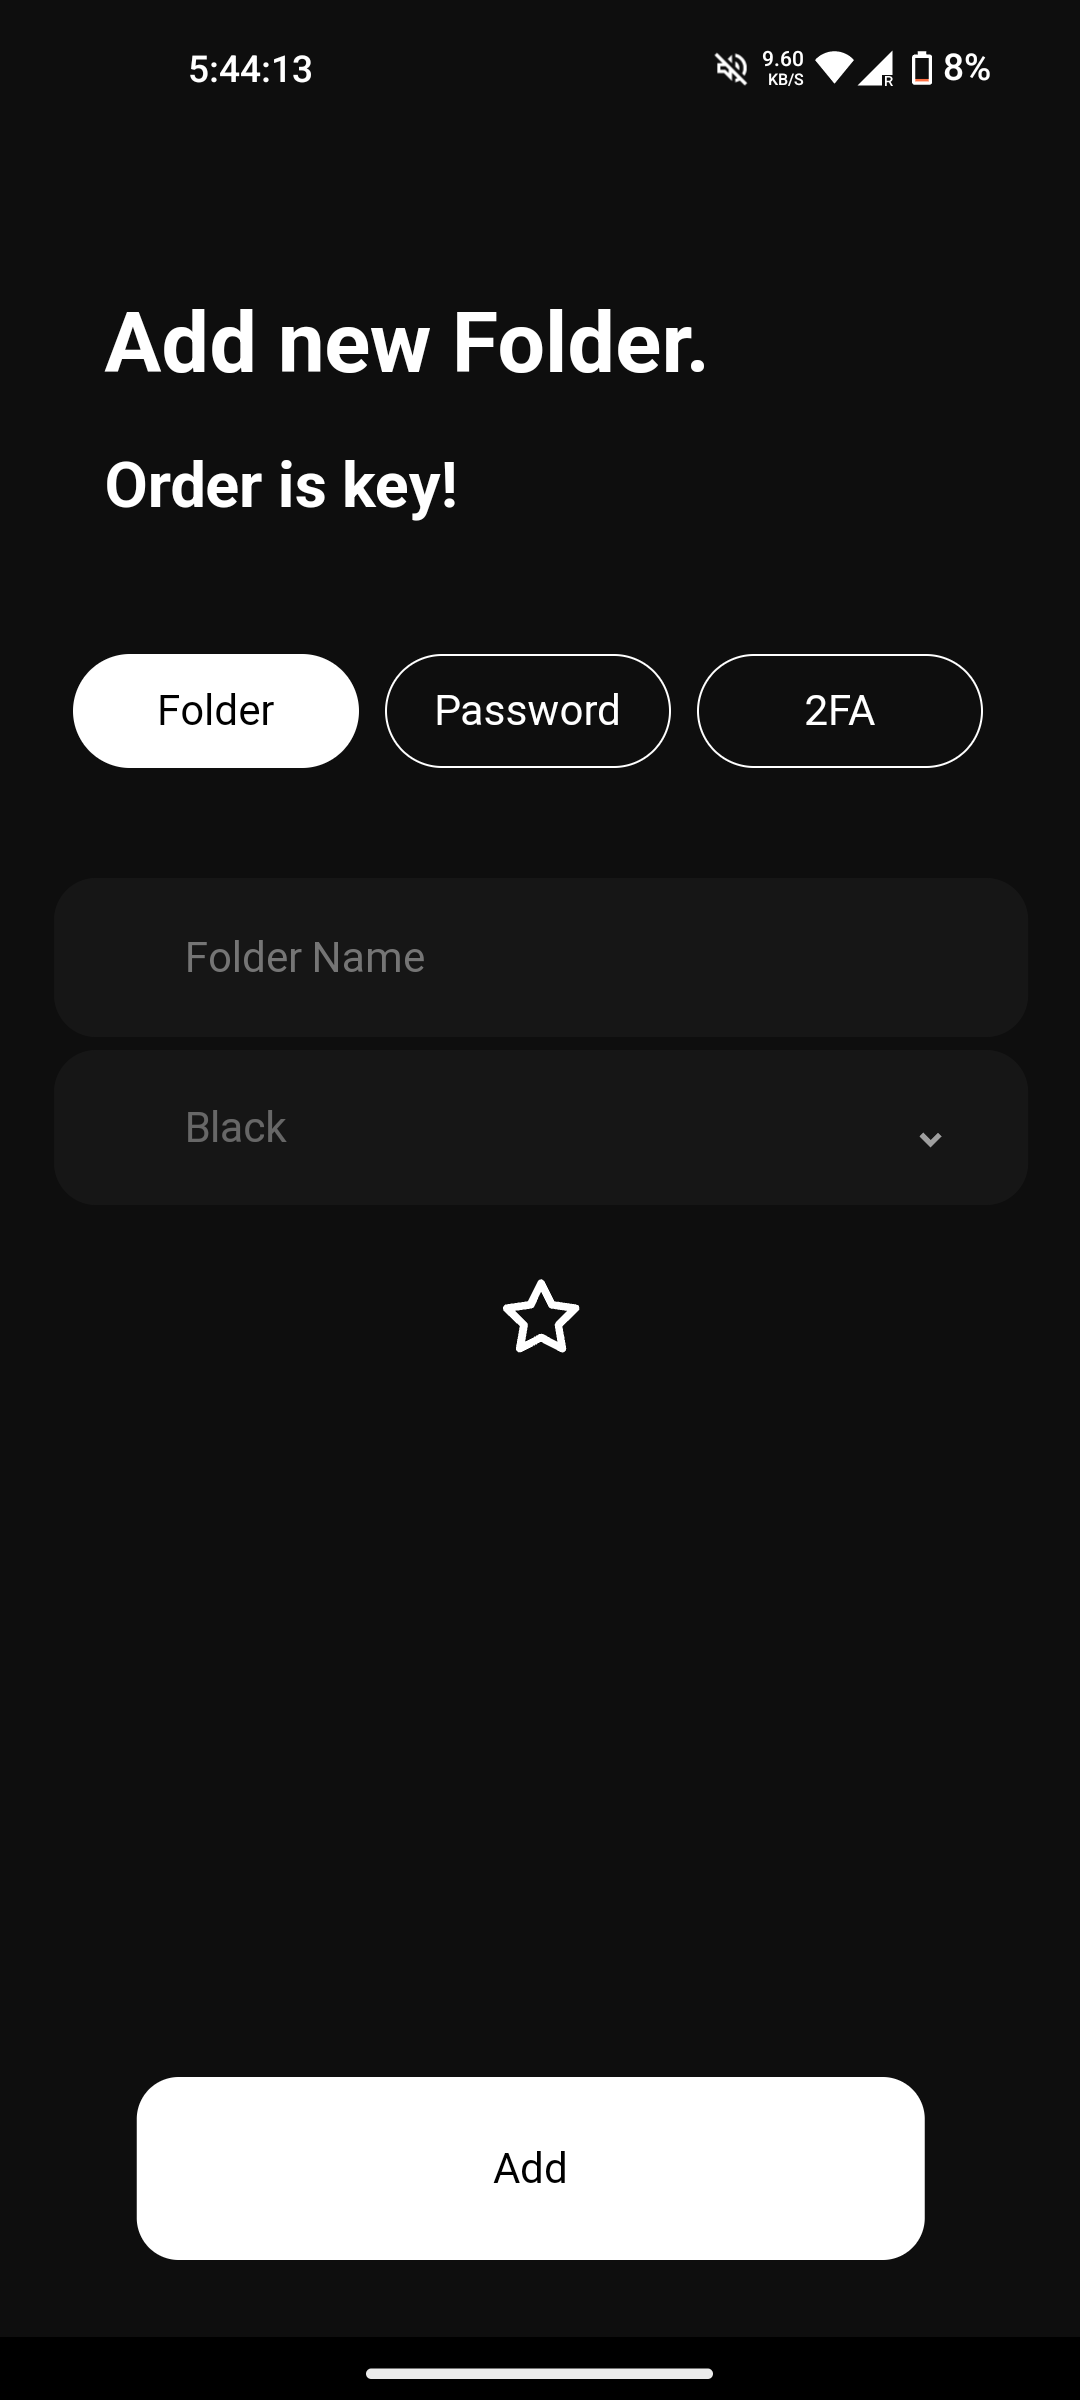 5:44:13
9.60
KB/S
R
8%
Add new Folder.
Order is key!
Folder
Password
2FA
Folder Name
Black
Add